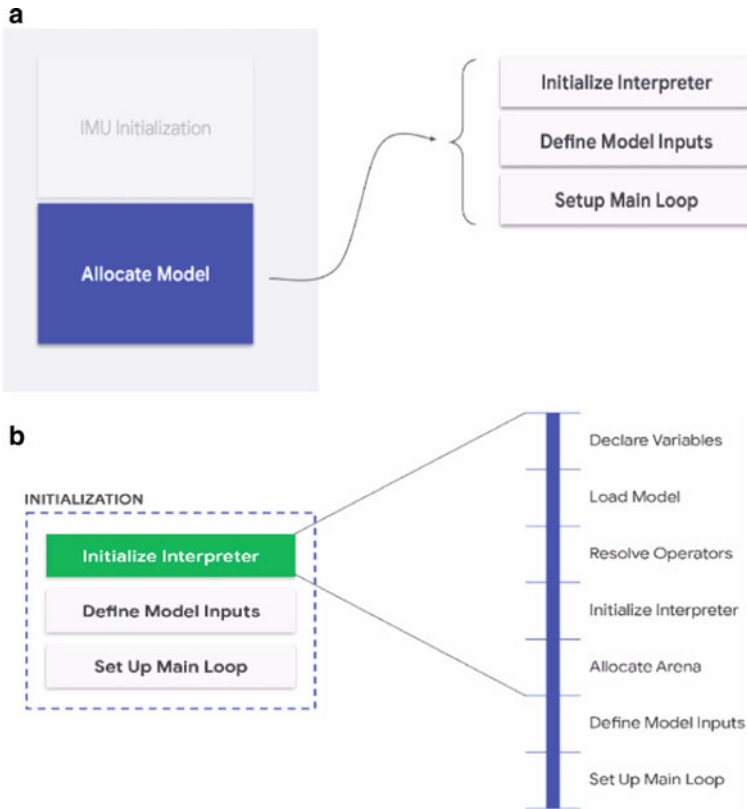 a
IMU Initialization
Allocate Model
Initialize Interpreter
Define Model Inputs
Setup Main Loop
b
INITIALIZATION
Initialize Interpreter
Define Model Inputs
Set Up Main Loop
Declare Variables
Load Model
Resolve Operators
Initialize Interpreter
Allocate Arena
Define Model Inputs
Set Up Main Loop